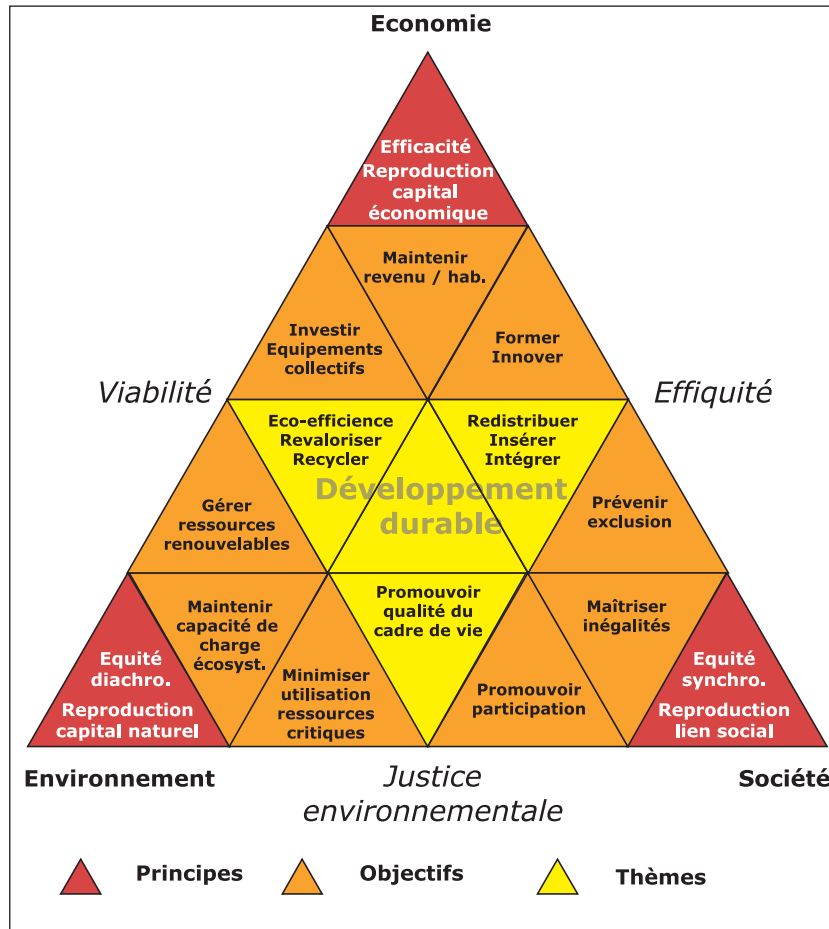 Economie
Efficacité
Reproduction
capital
économique
Maintenir
revenu / hab.
Investir
Equipements
collectifs
Former
Innover
Viabilité
Effiquité
Eco-efficience
Revaloriser
Recycler
Redistribuer
Insérer
Intégrer
Développement
durable
Gérer
ressources
renouvelables
Prévenir
exclusion
Equité
diachro.
Reproduction
capital naturel
Maintenir
capacité de
charge
écosyst.
Minimiser
utilisation
ressources
critiques
Promouvoir
qualité du
cadre de vie
Promouvoir
participation
Maîtriser
inégalités
Equité
synchro.
Reproduction
lien social
Environnement
Justice
environnementale
Société
Principes
Objectifs
Thèmes